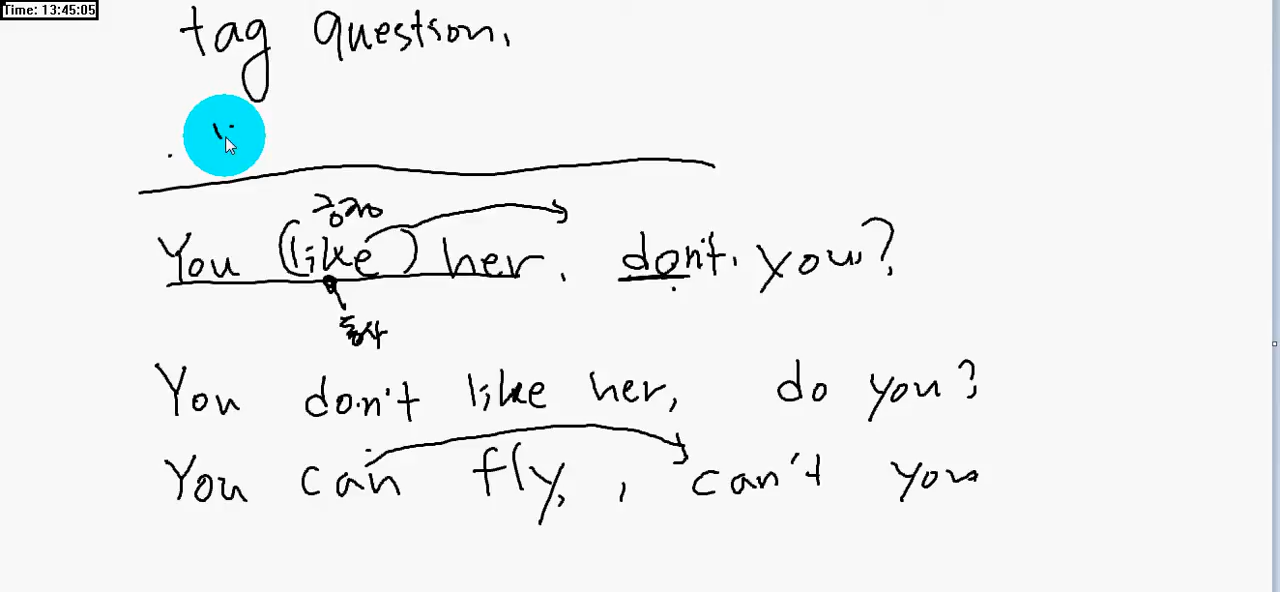 Time: 13:45:05
tag question.
You (like) her. don't. you?
동사
You don't like her, do you?
You can fly, , can't you